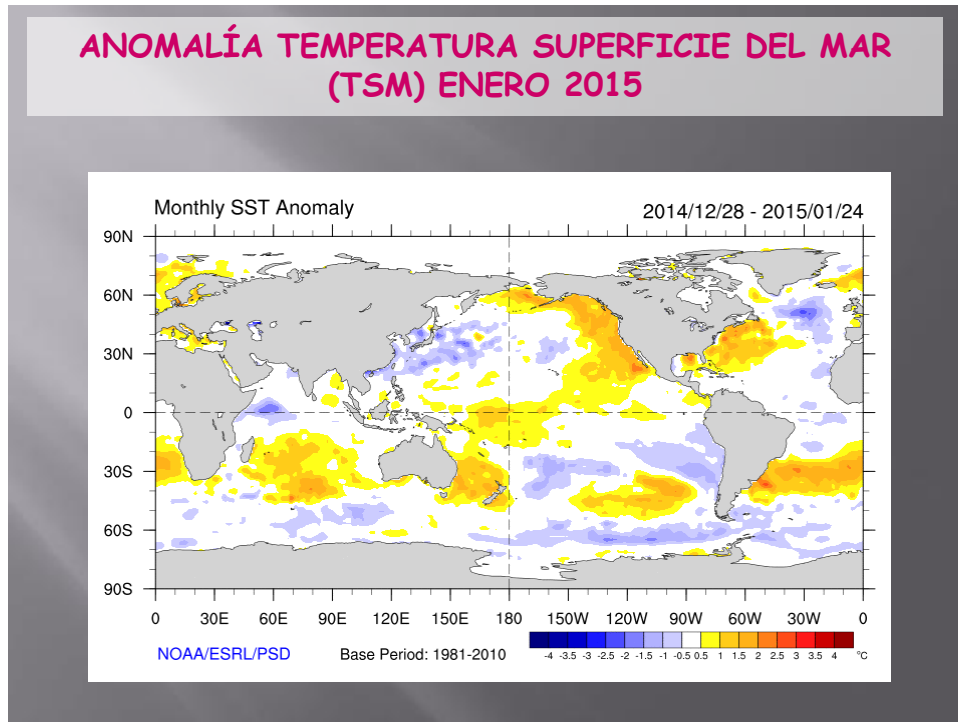 ANOMALÍA TEMPERATURA SUPERFICIE DEL MAR
(TSM) ENERO 2015
Monthly SST Anomaly
2014/12/28 - 2015/01/24
90N
60N
30N
0
30S
60S
90S
0 30E 60E 90E 120E 150E 180 150W 120W 90W 60W 30W 0
NOAA/ESRL/PSD
Base Period: 1981-2010
-4 -3.5 -3 -2.5 -2 -1.5 -1 -0.5 0.5 1 1.5 2 2.5 3 3.5 4 °C